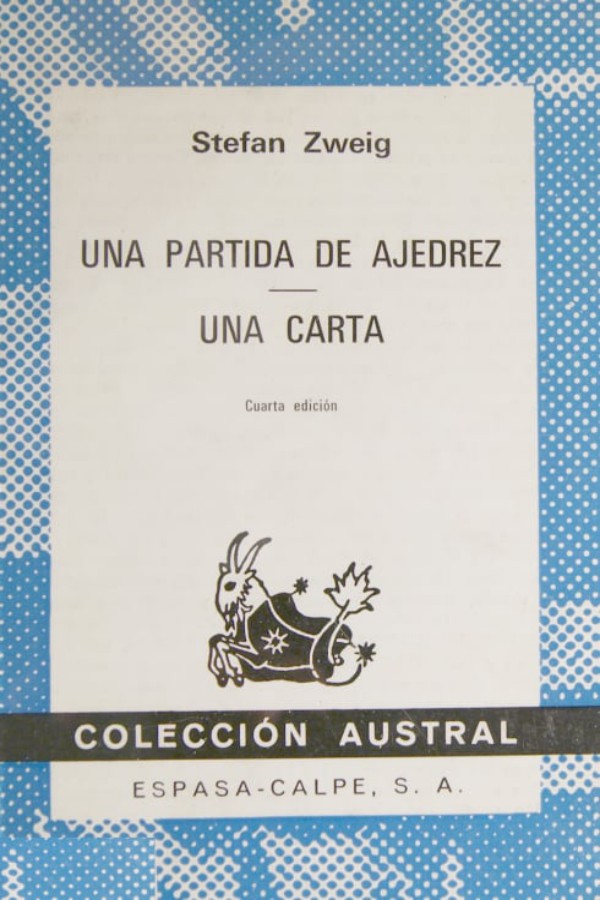 Stefan Zweig
UNA PARTIDA DE AJEDREZ
UNA CARTA
Cuarta edición
COLECCIÓN AUSTRAL
ESPASA-CALPE, S. A.